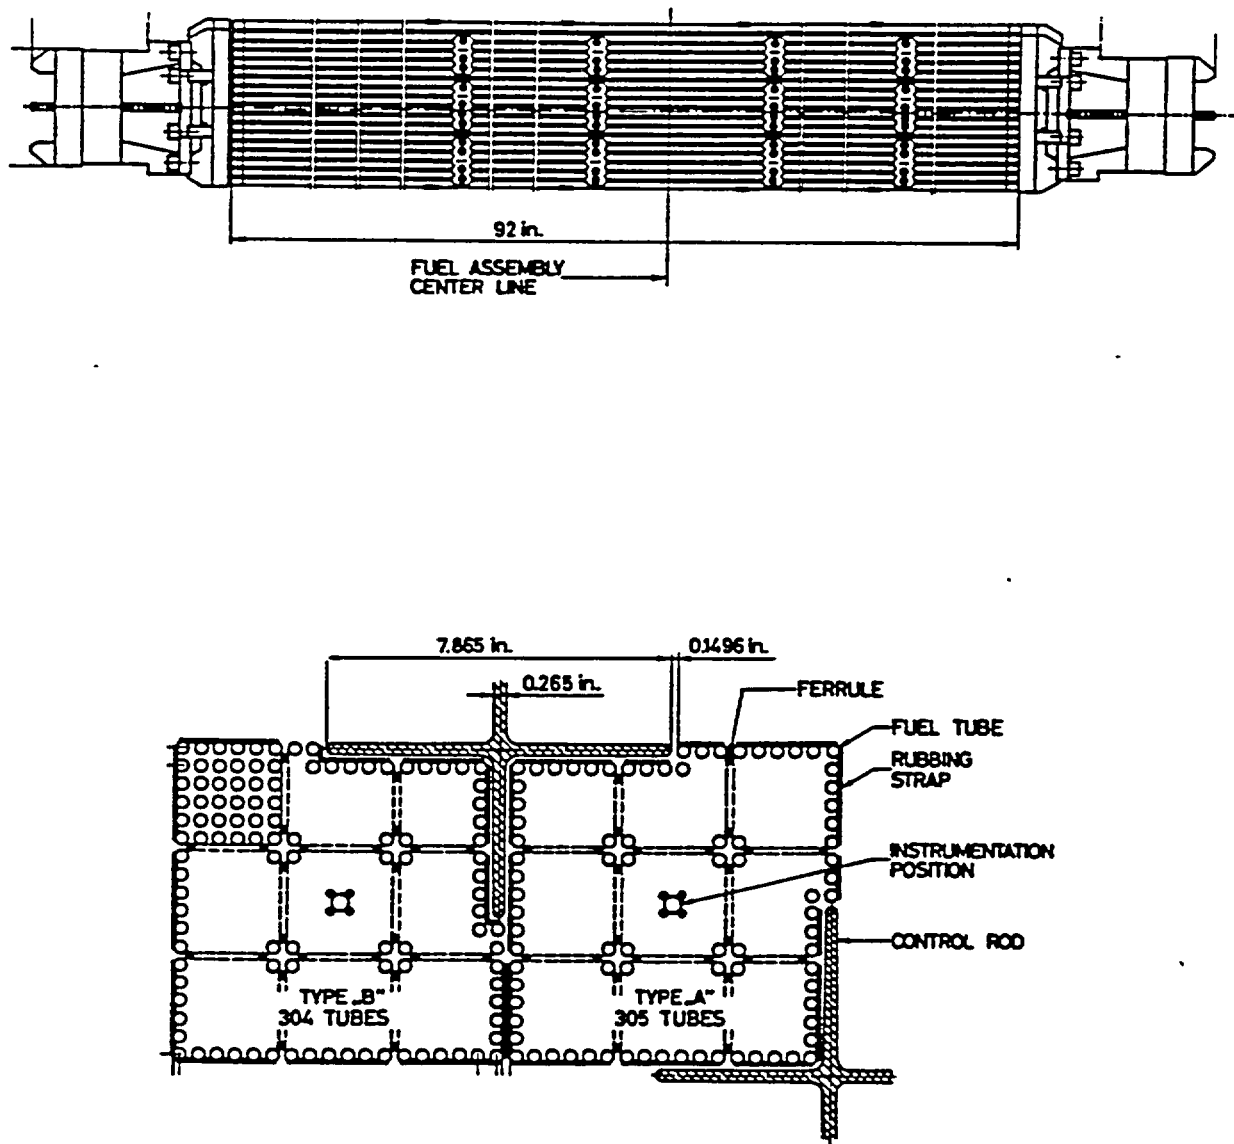 92 in.
FUEL ASSEMBLY
CENTER LINE
7.865 in.
0.1496 in.
0.265 in.
FERRULE
FUEL TUBE
RUBBING
STRAP
INSTRUMENTATION
POSITION
CONTROL ROD
TYPE „B"
304 TUBES
TYPE „A"
305 TUBES